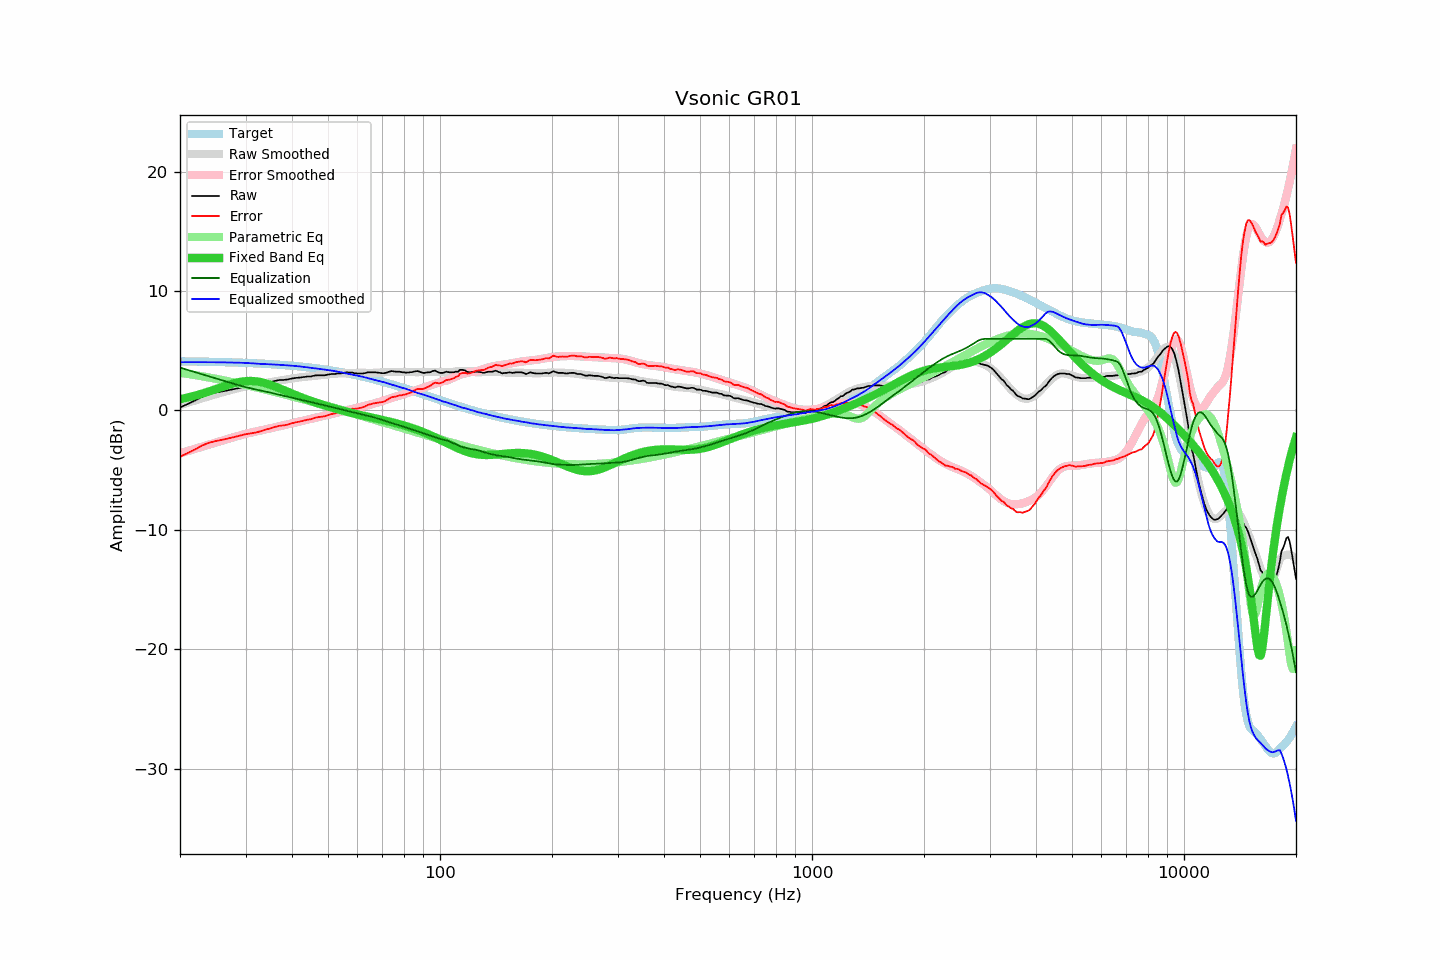 Vsonic GR01
Target
Raw Smoothed
Error Smoothed
Raw
Error
Parametric Eq
Fixed Band Eq
Equalization
Equalized smoothed
20
10
0
−10
−20
−30
Amplitude (dBr)
100
1000
10000
Frequency (Hz)